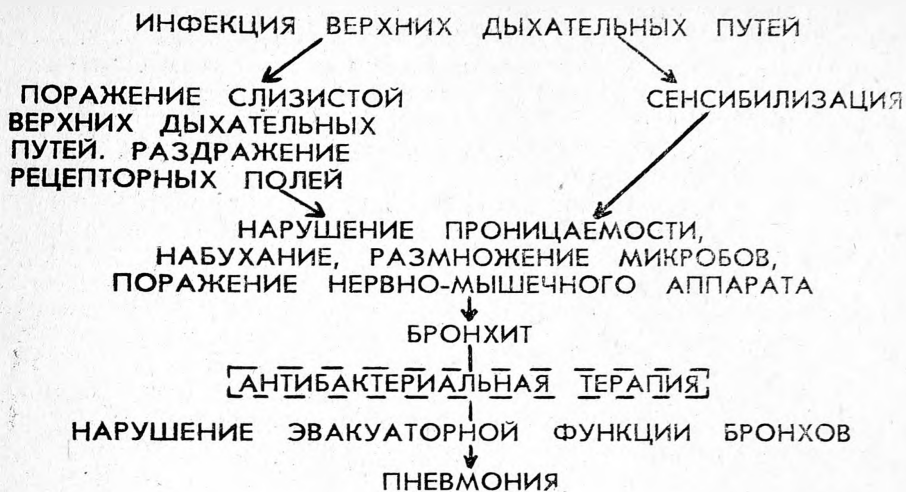 ИНФЕКЦИЯ ВЕРХНИХ ДЫХАТЕЛЬНЫХ ПУТЕЙ
ПОРАЖЕНИЕ СЛИЗИСТОЙ
ВЕРХНИХ ДЫХАТЕЛЬНЫХ
ПУТЕЙ. РАЗДРАЖЕНИЕ
РЕЦЕПТОРНЫХ ПОЛЕЙ
СЕНСИБИЛИЗАЦИЯ
НАРУШЕНИЕ ПРОНИЦАЕМОСТИ,
НАБУХАНИЕ, РАЗМНОЖЕНИЕ МИКРОБОВ,
ПОРАЖЕНИЕ НЕРВНО-МЫШЕЧНОГО АППАРАТА
БРОНХИТ
АНТИБАКТЕРИАЛЬНАЯ ТЕРАПИЯ
НАРУШЕНИЕ ЭВАКУАТОРНОЙ ФУНКЦИИ БРОНХОВ
ПНЕВМОНИЯ